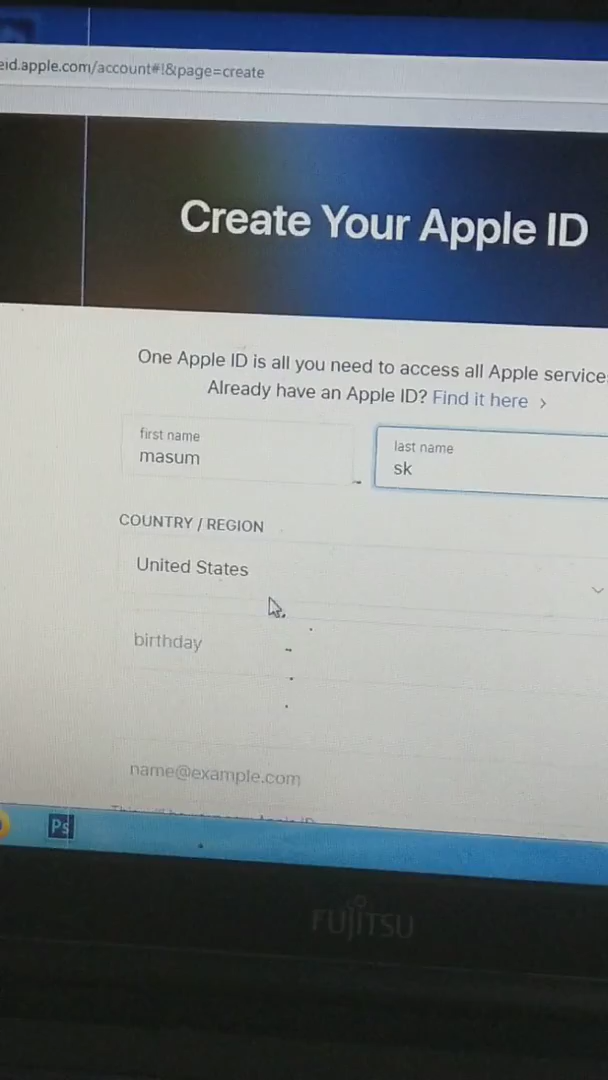 eid.apple.com/account#!&page=create
Create Your Apple ID
One Apple ID is all you need to access all Apple service
Already have an Apple ID? Find it here >
first name
masum
last name
sk
COUNTRY / REGION
United States
birthday
name@example.com
Ps
FUJITSU